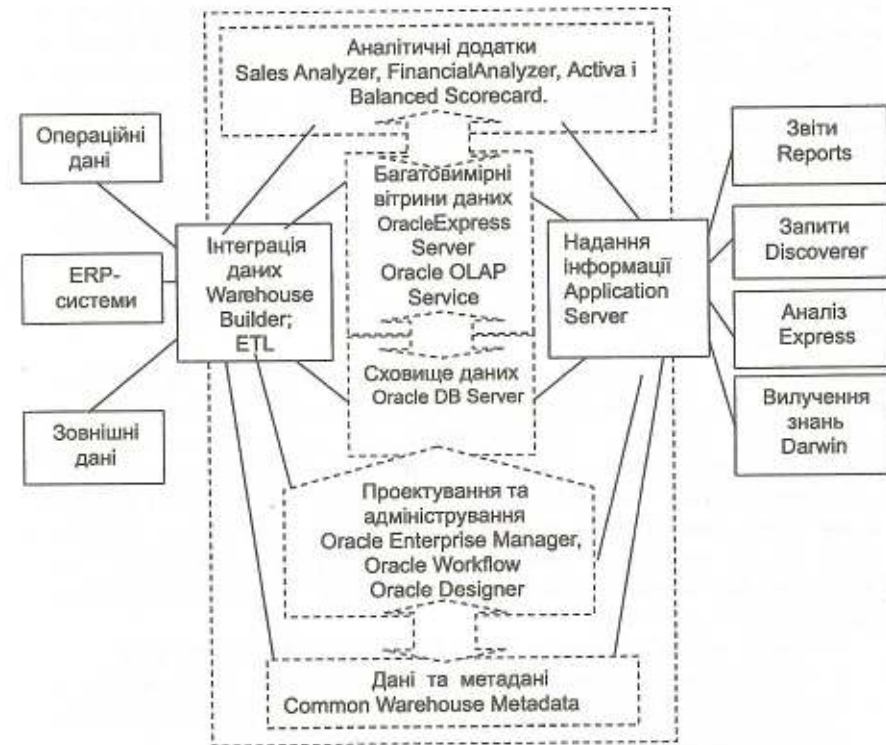 Аналітичні додатки
Sales Analyzer, FinancialAnalyzer, Activa і
Balanced Scorecard.
Операційні
дані
ERP-
системи
Зовнішні
дані
Інтеграція
даних
Warehouse
Builder;
ETL
Багатовимірні
вітрини даних
OracleExpress
Server
Oracle OLAP
Service
Сховище даних
Oracle DB Server
Надання
інформації
Application
Server
Звіти
Reports
Запити
Discoverer
Аналіз
Express
Вилучення
знань
Darwin
Проектування та
адміністрування
Oracle Enterprise Manager,
Oracle Workflow
Oracle Designer
Дані та метадані
Common Warehouse Metadata